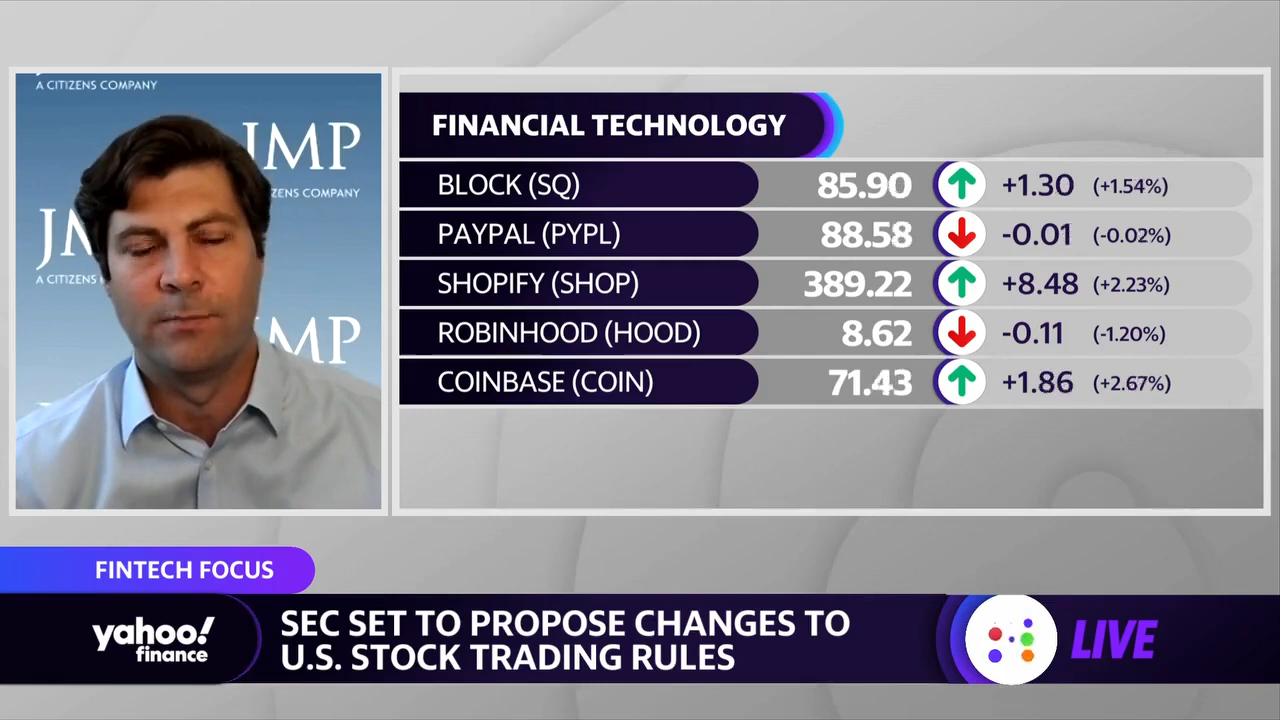 A CITIZENS COMPANY
JMP
ZENS COMPANY
JM
A CITIZENS
MP
FINANCIAL TECHNOLOGY
BLOCK (SQ) 85.90 +1.30 (+1.54%)
PAYPAL (PYPL) 88.58 -0.01 (-0.02%)
SHOPIFY (SHOP) 389.22 +8.48 (+2.23%)
ROBINHOOD (HOOD) 8.62 -0.11 (-1.20%)
COINBASE (COIN) 71.43 +1.86 (+2.67%)
FINTECH FOCUS
yahoo!
finance
SEC SET TO PROPOSE CHANGES TO
U.S. STOCK TRADING RULES
LIVE